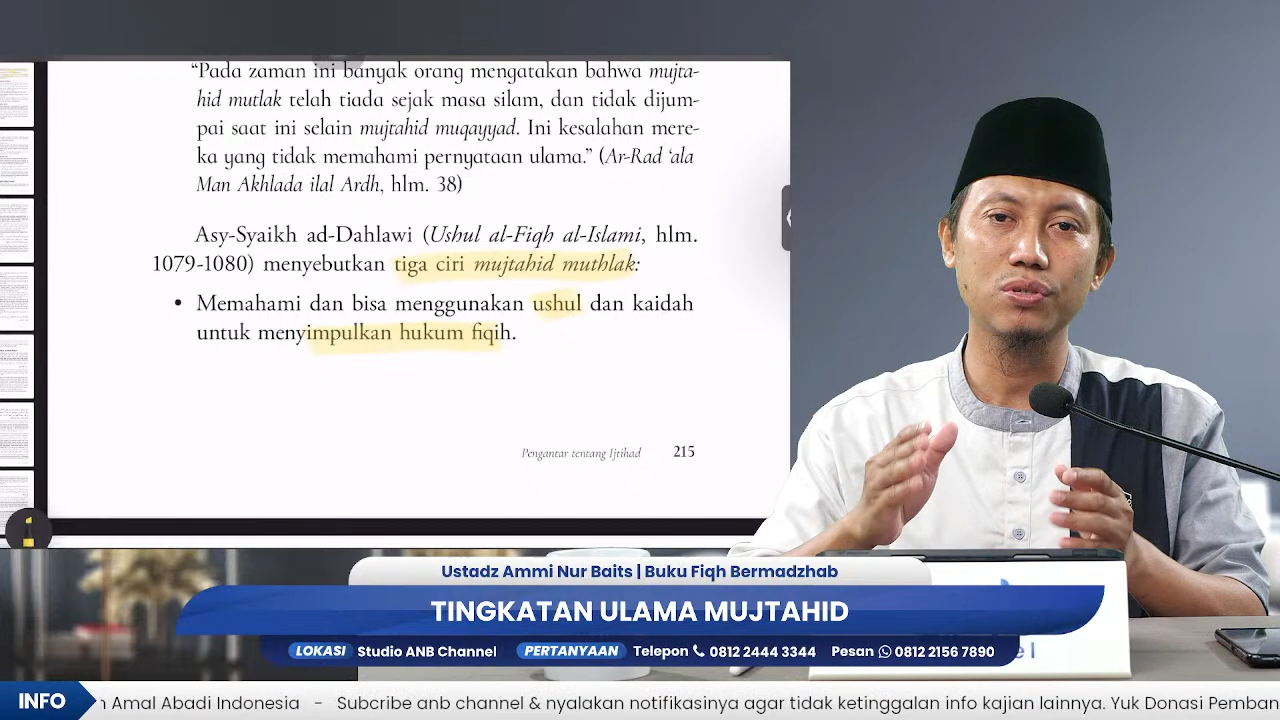 “Pada zaman ini banyak orang menyerukan bahwa mujta-
hid mutlak telah tiada sejak masa silam dan tidak dijum-
pai saat ini selain mujtahid muqayyad. Ini kesalahan mere-
ka yang tidak memahami pernyataan ulama.” (Ar-Rad ‘ala
Man Akhlada ilal Ardh, hlm. 38)
Asy-Syaikh ad-Dahlawi (Ushul al-Fiqh al-Islami, hlm.
1079-1080) menyebutkan tiga ciri mujtahid muthlak:
• Memahami dan bisa menggunakan ushul dan kaidah
untuk menyimpulkan hukum fiqih.
Pengantar tentang Ijtihad 215
Ustadz Ammi Nur Baits | Buku Fiqh Bermadzhab
TINGKATAN ULAMA MUJTAHID
LOKASI Studio ANB Channel PERTANYAAN Telepon 0812 2444 3344 Pesan 0812 2156 7890
INFO n Amal Abadi Indonesia - Subcribe anb channel & nyalakan notifikasinya agar tidak ketinggalan info kajian lainnya. Yuk Donasi Pemban